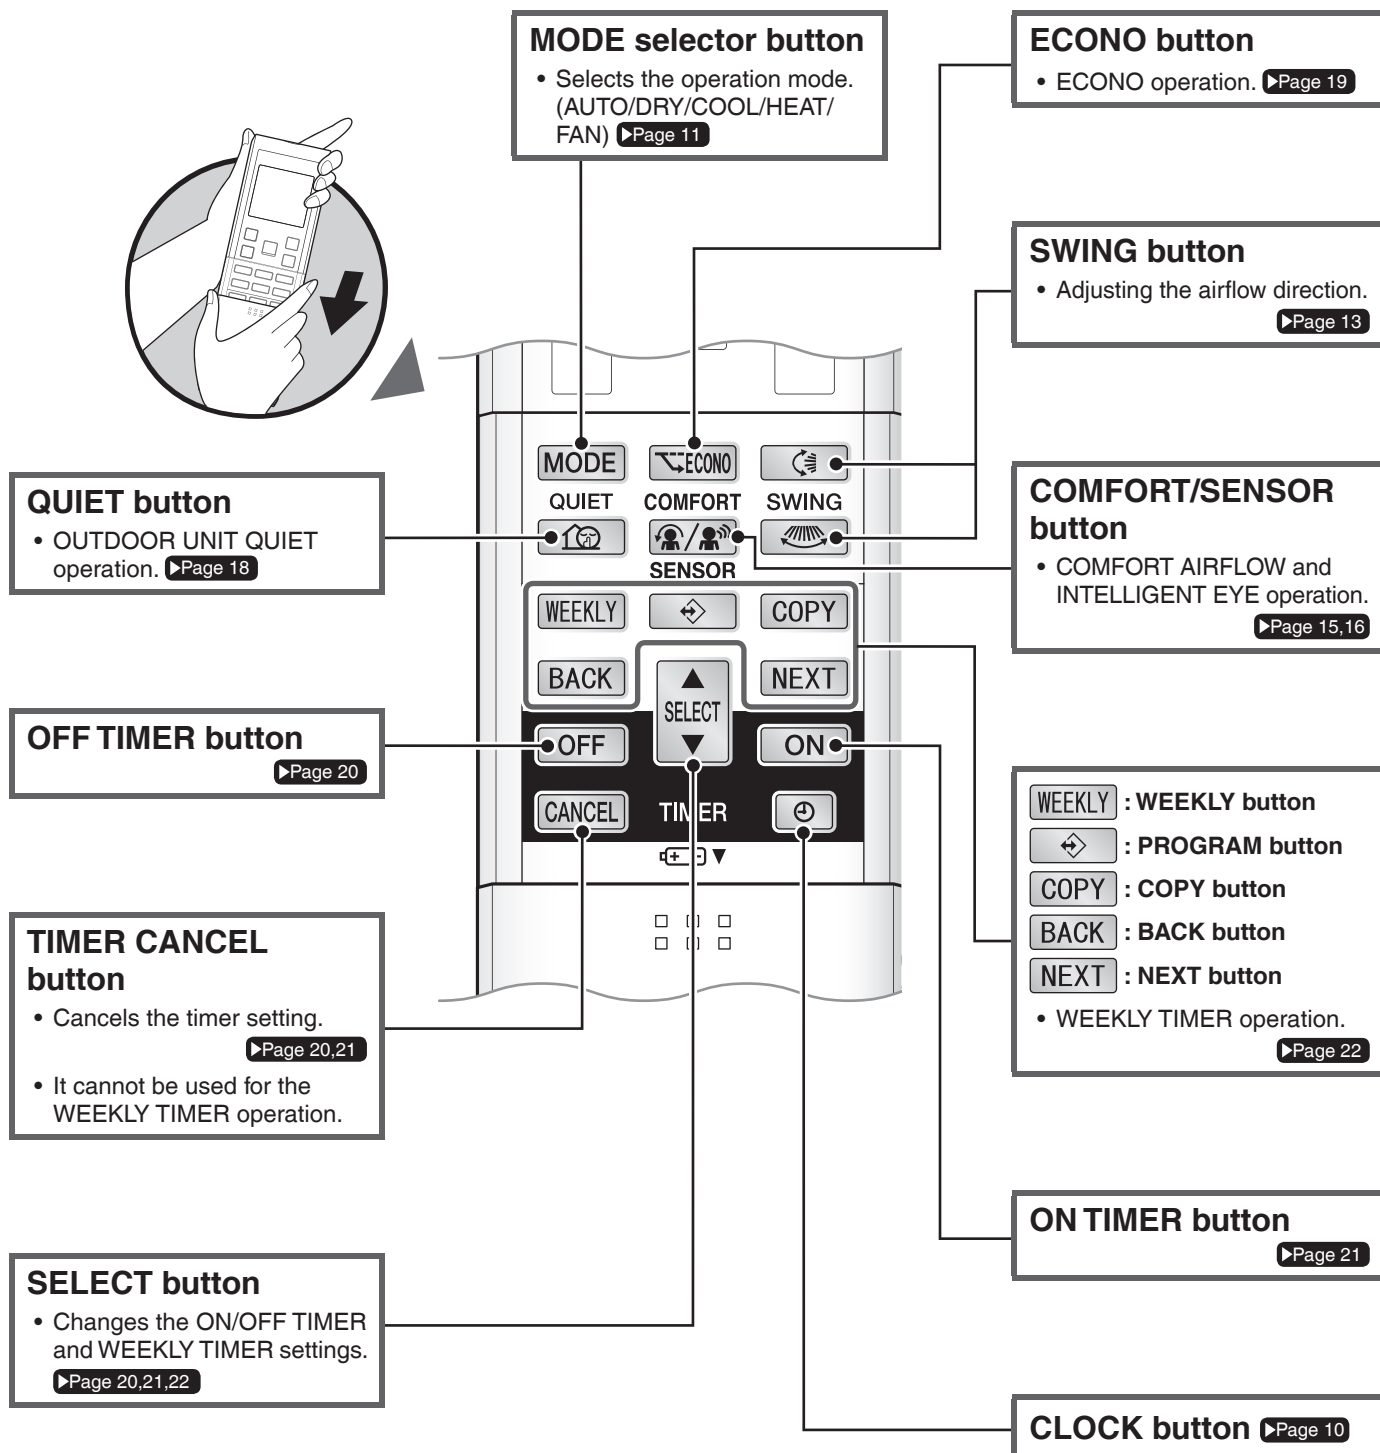 MODE selector button
• Selects the operation mode.
(AUTO/DRY/COOL/HEAT/
FAN) ▶Page 11
ECONO button
• ECONO operation. ▶Page 19
SWING button
• Adjusting the airflow direction.
▶Page 13
QUIET button
• OUTDOOR UNIT QUIET
operation. ▶Page 18
COMFORT/SENSOR
button
• COMFORT AIRFLOW and
INTELLIGENT EYE operation.
▶Page 15,16
MODE ECONO
QUIET COMFORT SWING
SENSOR
WEEKLY COPY
BACK NEXT
▲
SELECT
▼
OFF ON
CANCEL TIMER
+ - ▼
OFF TIMER button
▶Page 20
WEEKLY : WEEKLY button
: PROGRAM button
COPY : COPY button
BACK : BACK button
NEXT : NEXT button
• WEEKLY TIMER operation.
▶Page 22
TIMER CANCEL
button
• Cancels the timer setting.
▶Page 20,21
• It cannot be used for the
WEEKLY TIMER operation.
ON TIMER button
▶Page 21
SELECT button
• Changes the ON/OFF TIMER
and WEEKLY TIMER settings.
▶Page 20,21,22
CLOCK button ▶Page 10